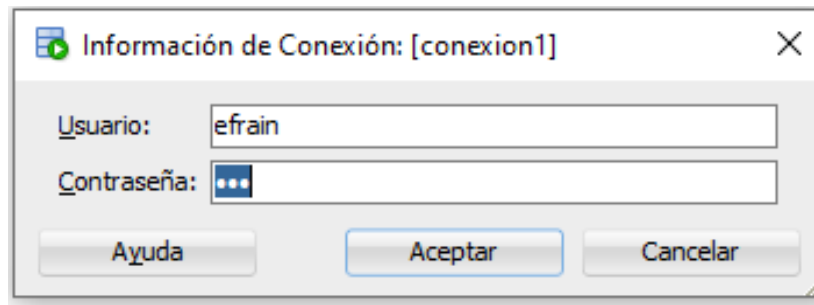 Información de Conexión: [conexion1]
Usuario: efrain
Contraseña: •••
Ayuda Aceptar Cancelar